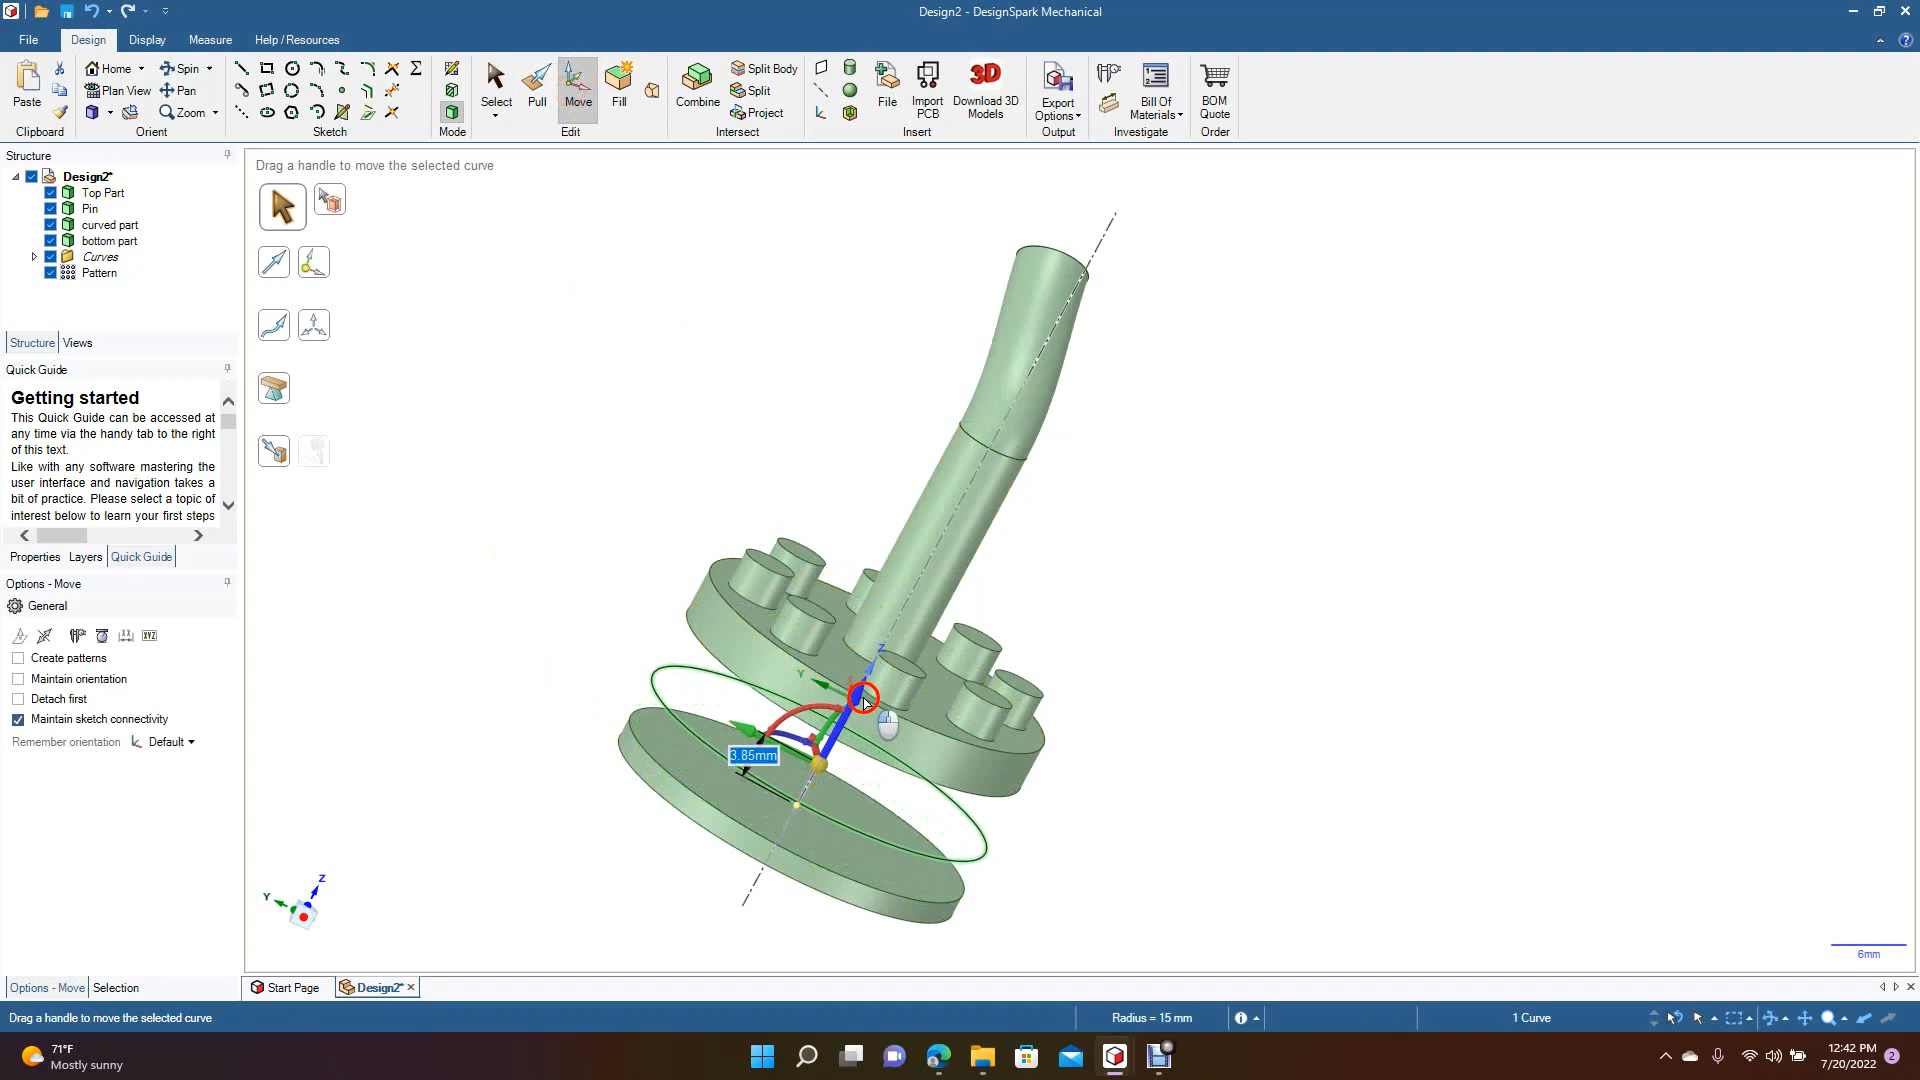 Design2 - DesignSpark Mechanical
File Design Display Measure Help / Resources
Paste
Home
Plan View
Spin
Pan
Zoom
Select
Pull
Move
Fill
Combine
Split Body
Split
Project
File
Import PCB
Download 3D Models
3D
Export Options
Bill Of Materials
BOM Quote
Clipboard Orient Sketch Mode Edit Intersect Insert Output Investigate Order
Structure
Design2*
Top Part
Pin
curved part
bottom part
Curves
Pattern
Structure Views
Quick Guide
Getting started
This Quick Guide can be accessed at
any time via the handy tab to the right
of this text.
Like with any software mastering the
user interface and navigation takes a
bit of practice. Please select a topic of
interest below to learn your first steps
Properties Layers Quick Guide
Options - Move
General
XYZ
Create patterns
Maintain orientation
Detach first
Maintain sketch connectivity
Remember orientation Default
Options - Move Selection
Drag a handle to move the selected curve
Z
Y
3.85mm
Z
Y
6mm
Start Page Design2*
Drag a handle to move the selected curve Radius = 15 mm 1 Curve
71°F
Mostly sunny
12:42 PM
7/20/2022
2